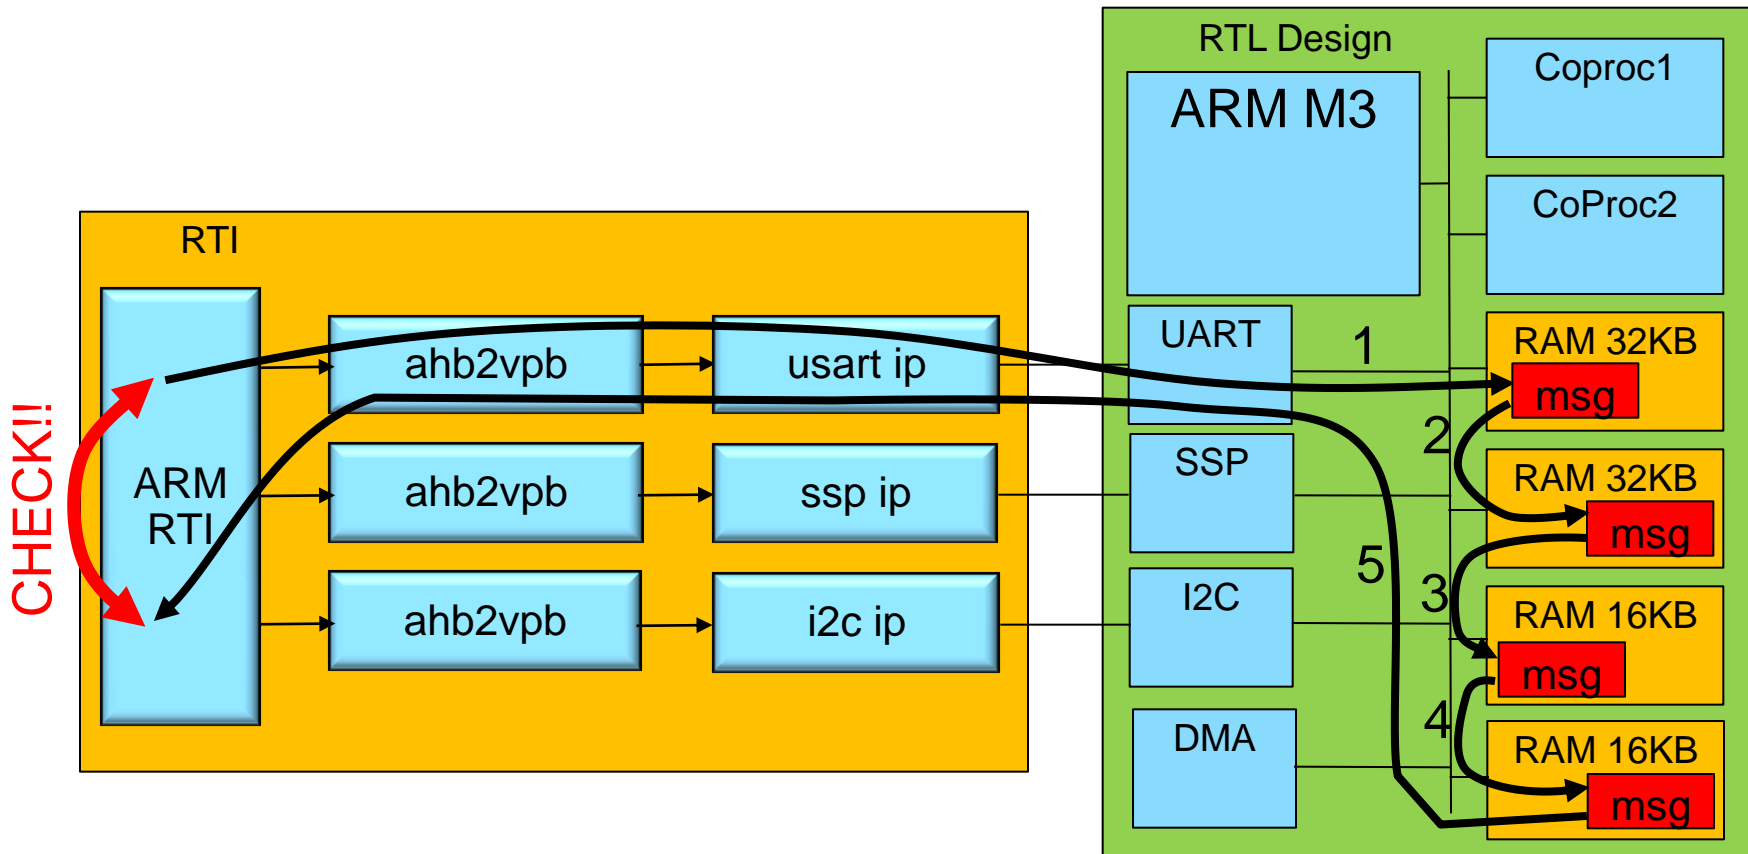 RTL Design
ARM M3
Coproc1
CoProc2
RTI
CHECK!!
ARM
RTI
ahb2vpb
usart ip
ahb2vpb
ssp ip
ahb2vpb
i2c ip
UART
SSP
I2C
DMA
1
2
3
4
5
RAM 32KB
msg
RAM 32KB
msg
RAM 16KB
msg
RAM 16KB
msg